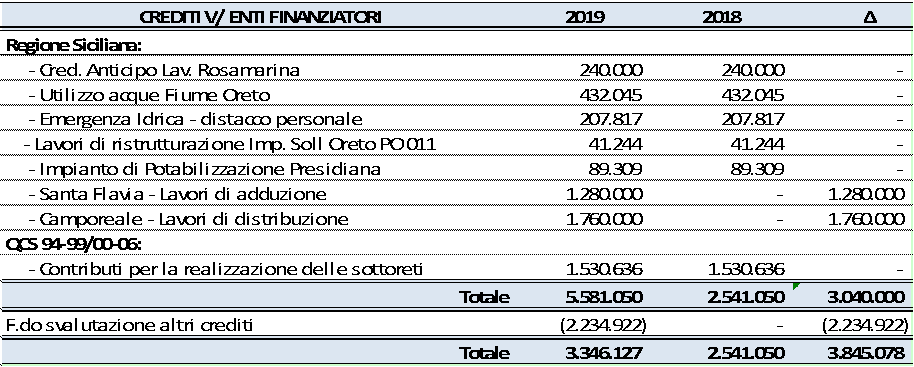 CREDITI V/ ENTI FINANZIATORI 2019 2018 Δ
Regione Siciliana:
- Cred. Anticipo Lav. Rosamarina 240.000 240.000 -
- Utilizzo acque Fiume Oreto 432.045 432.045 -
- Emergenza Idrica - distacco personale 207.817 207.817 -
- Lavori di ristrutturazione Imp. Soll Oreto PO011 41.244 41.244 -
- Impianto di Potabilizzazione Presidiana 89.309 89.309 -
- Santa Flavia - Lavori di adduzione 1.280.000 - 1.280.000
- Camporeale - Lavori di distribuzione 1.760.000 - 1.760.000
QCS 94-99/00-06:
- Contributi per la realizzazione delle sottoreti 1.530.636 1.530.636 -
Totale 5.581.050 2.541.050 3.040.000
F.do svalutazione altri crediti (2.234.922) - (2.234.922)
Totale 3.346.127 2.541.050 3.845.078